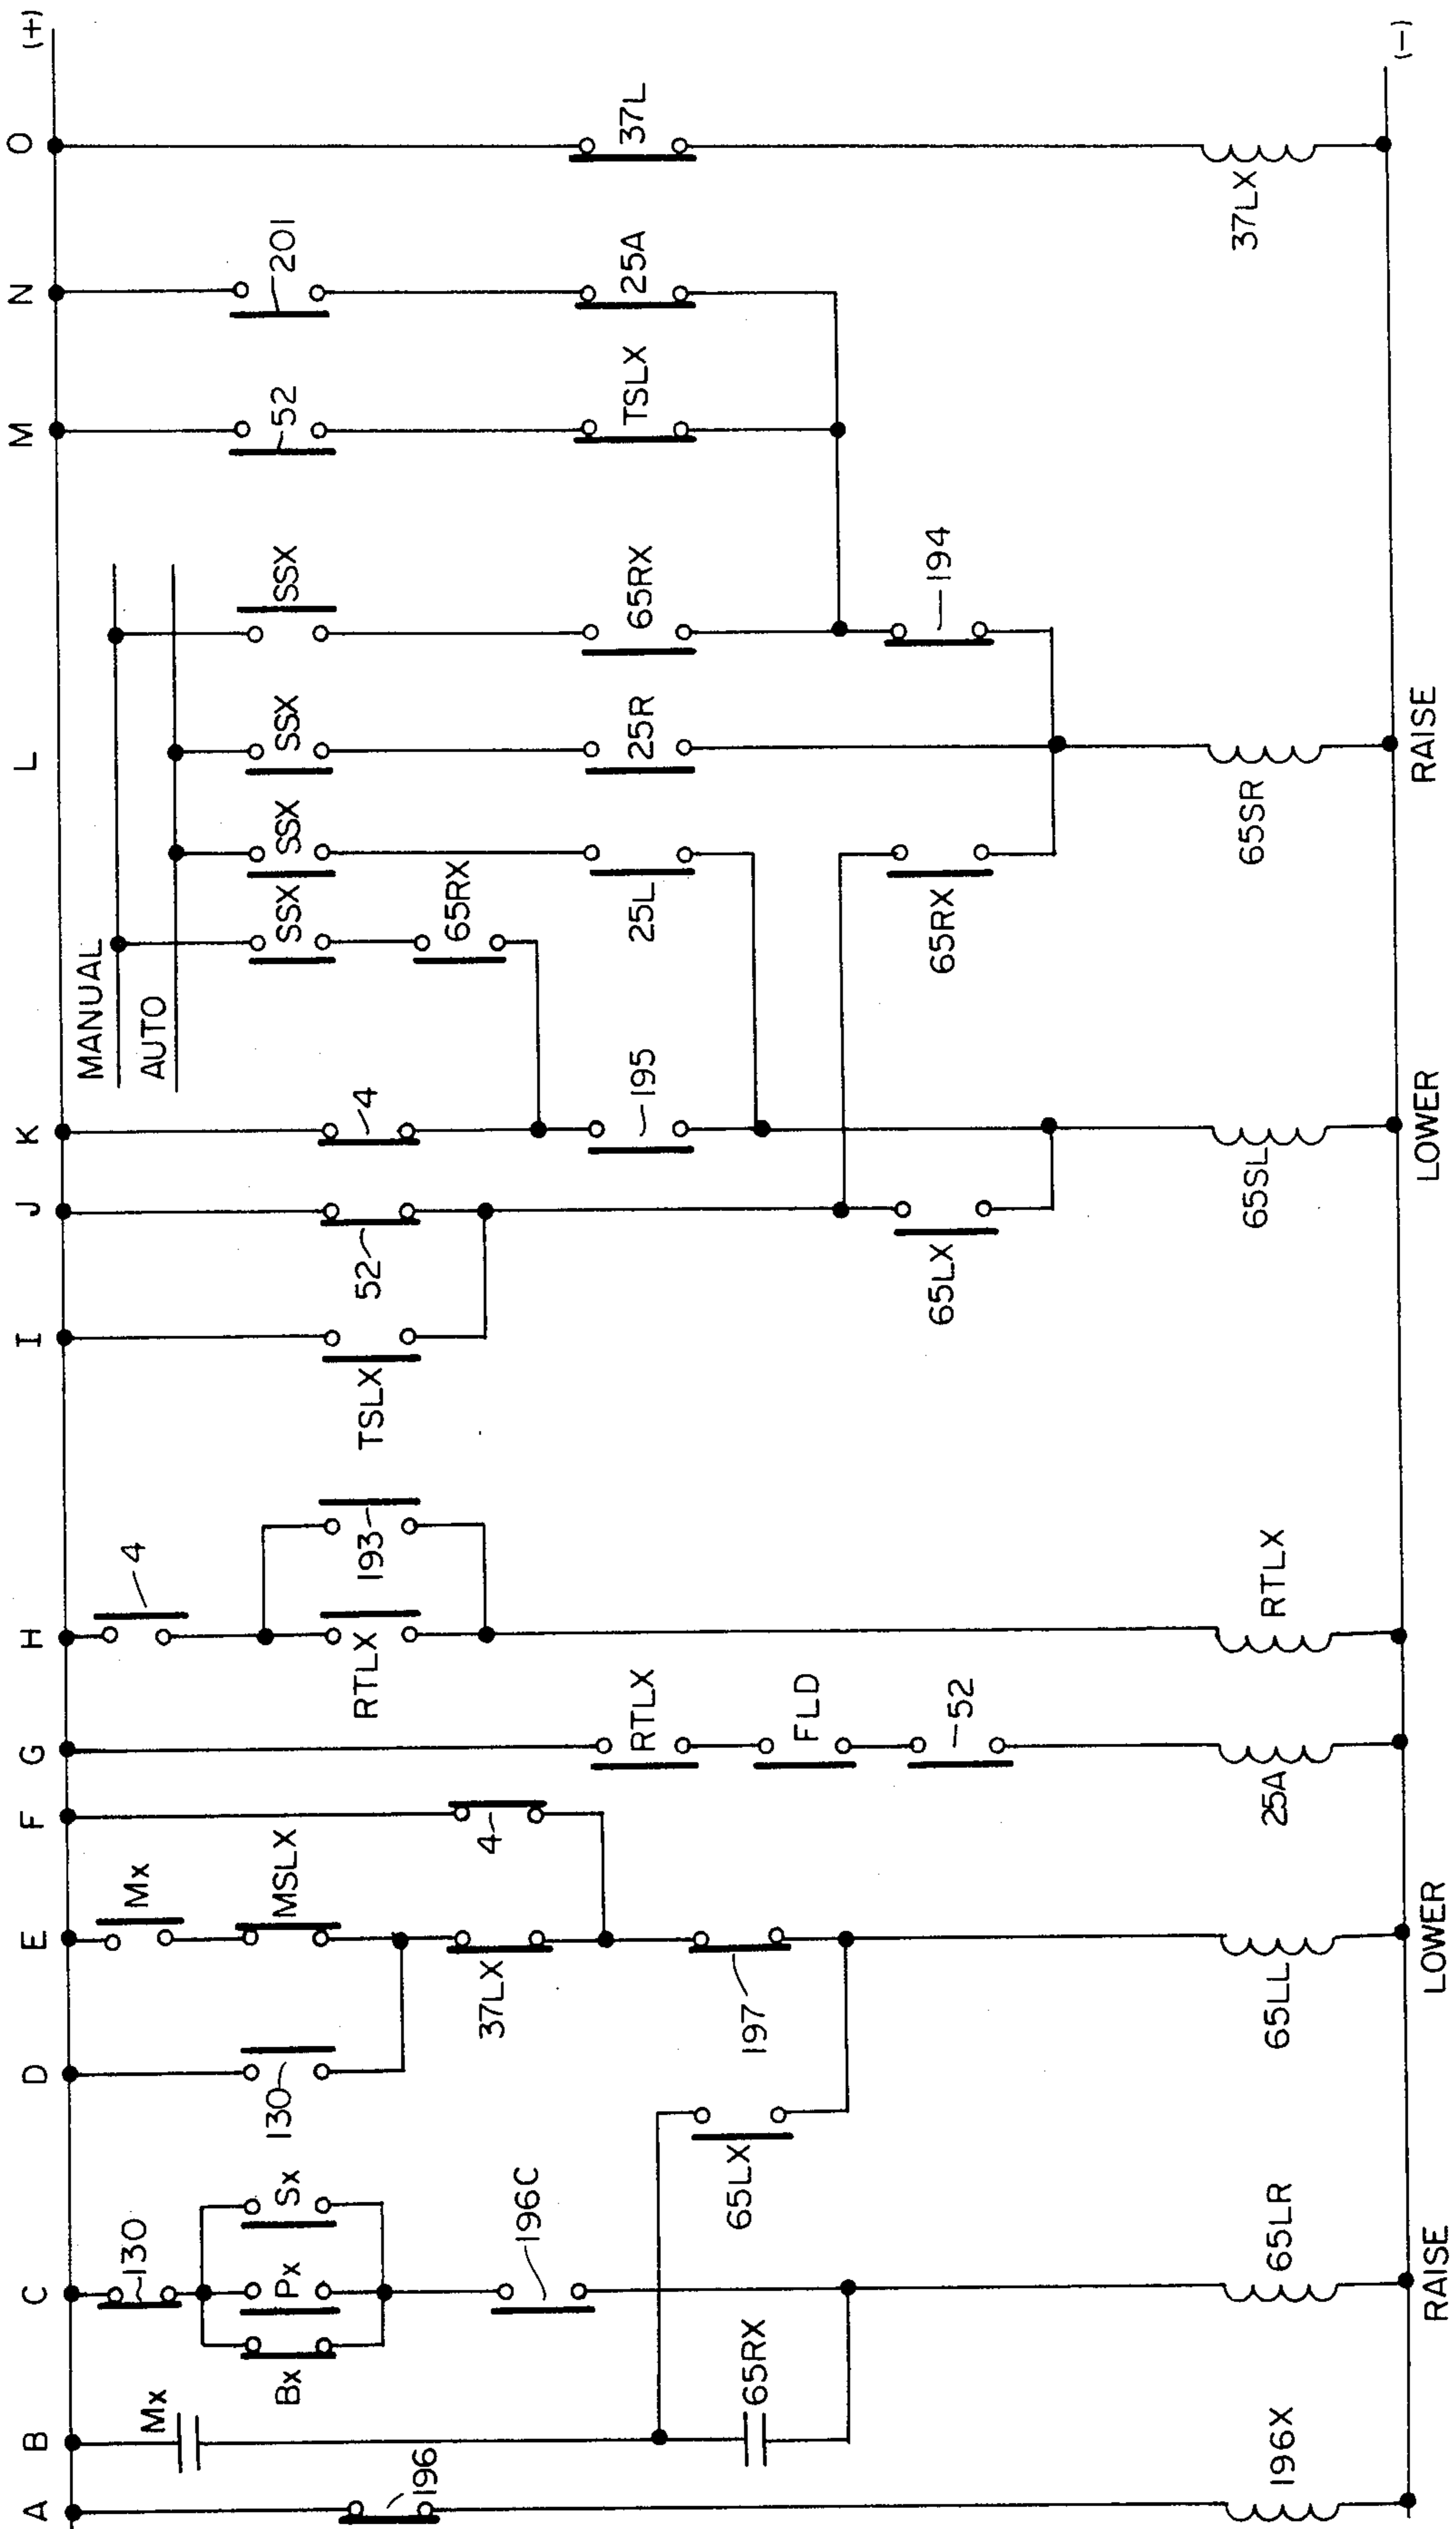 (+)
O
N
M
L
K
J
I
H
G
F
E
D
C
B
A
37L
37LX
201
25A
52
TSLX
MANUAL
AUTO
SSX
65RX
194
SSX
25R
SSX
25L
SSX
65RX
65RX
65SR
RAISE
4
195
52
65LX
65SL
LOWER
TSLX
4
193
RTLX
RTLX
RTLX
FLD
52
25A
4
Mx
MSLX
37LX
197
130
65LX
65LL
LOWER
130
Sx
Px
Bx
196C
65LR
RAISE
Mx
65RX
196
196X
(-)